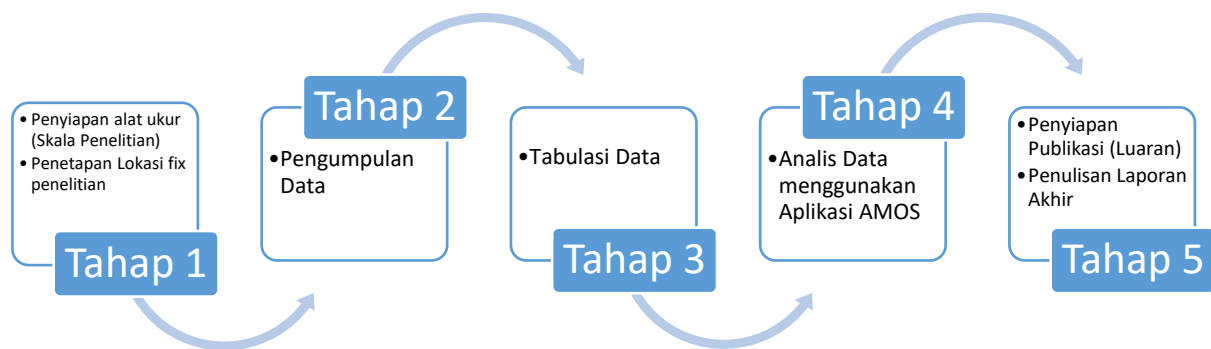 • Penyiapan alat ukur
(Skala Penelitian)
• Penetapan Lokasi fix
penelitian
Tahap 1
Tahap 2
•Pengumpulan
Data
•Tabulasi Data
Tahap 3
Tahap 4
•Analis Data
menggunakan
Aplikasi AMOS
•Penyiapan
Publikasi (Luaran)
•Penulisan Laporan
Akhir
Tahap 5